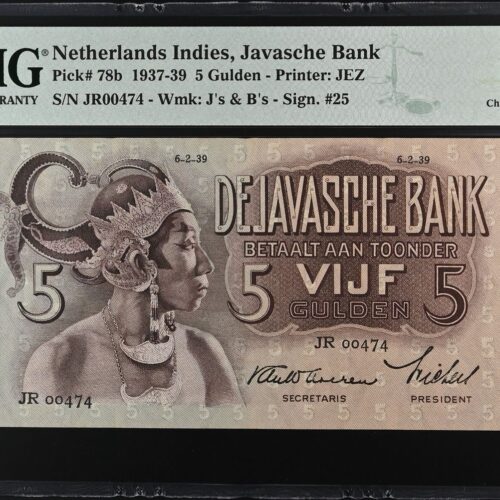 MG® Netherlands Indies, Javasche Bank
Pick# 78b 1937-39 5 Gulden - Printer: JEZ
RRANTY S/N JR00474 - Wmk: J's & B's - Sign. #25
Ch
6-2-39 6-2-39
DE JAVASCHE BANK
BETAALT AAN TOONDER
5 5 VIJF 5
GULDEN
JR 00474
JR 00474
SECRETARIS PRESIDENT